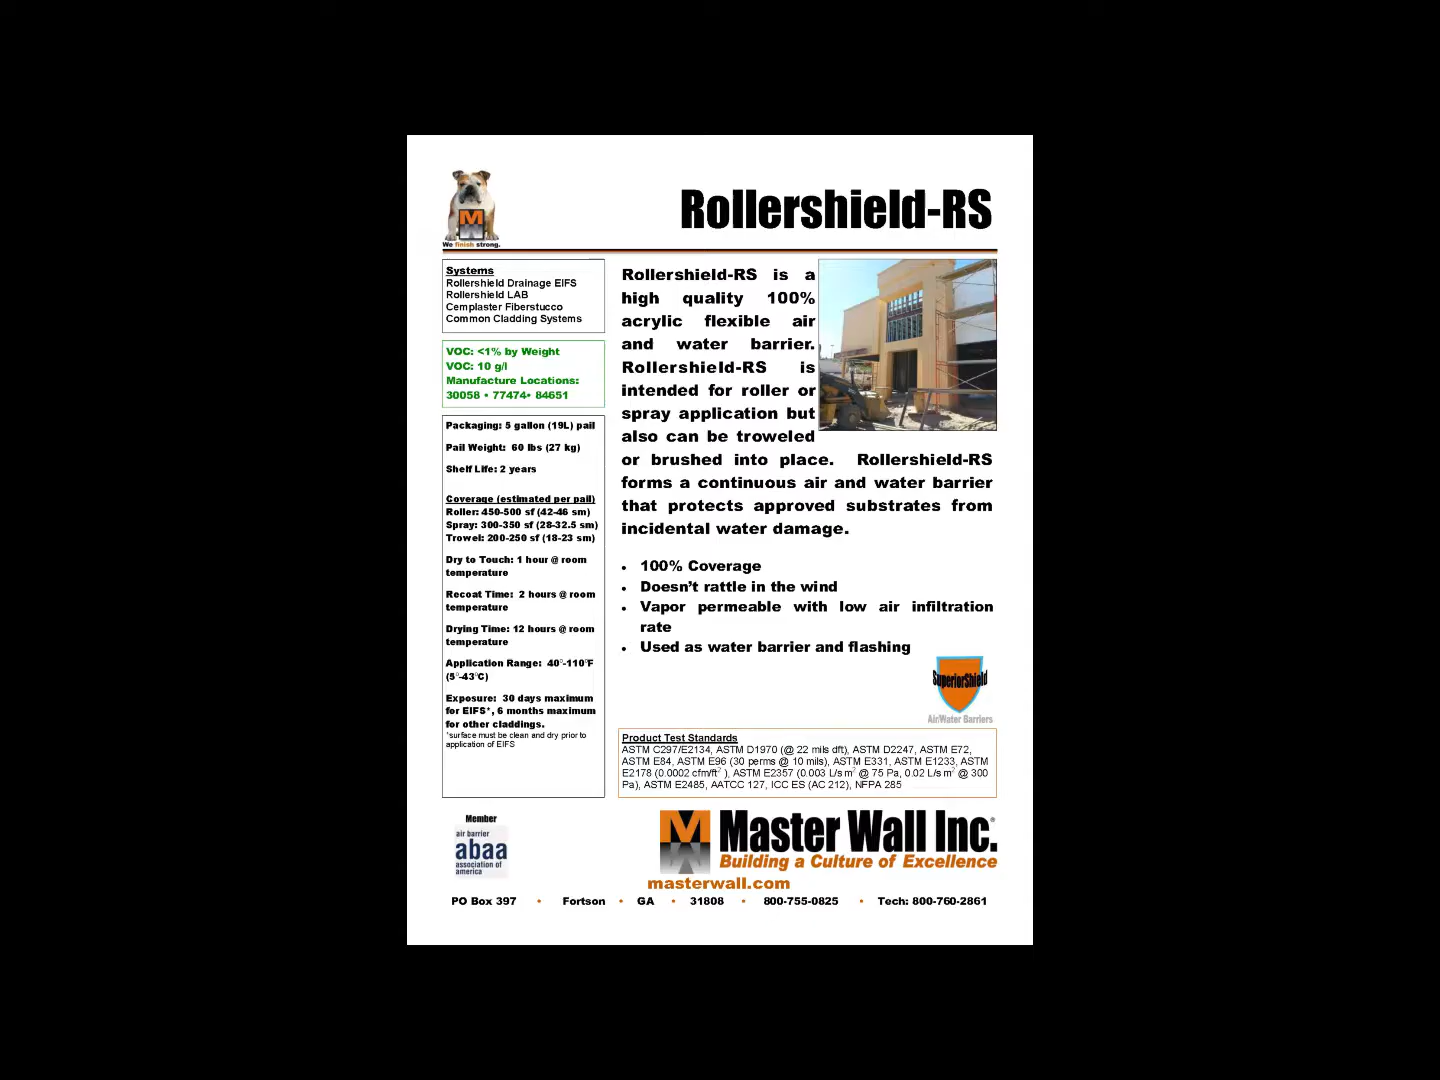 M
We finish strong.
Rollershield-RS
Systems
Rollershield Drainage EIFS
Rollershield LAB
Cemplaster Fiberstucco
Common Cladding Systems
VOC: <1% by Weight
VOC: 10 g/l
Manufacture Locations:
30058 • 77474• 84651
Packaging: 5 gallon (19L) pail
Pail Weight: 60 lbs (27 kg)
Shelf Life: 2 years
Coverage (estimated per pail)
Roller: 450-500 sf (42-46 sm)
Spray: 300-350 sf (28-32.5 sm)
Trowel: 200-250 sf (18-23 sm)
Dry to Touch: 1 hour @ room
temperature
Recoat Time: 2 hours @ room
temperature
Drying Time: 12 hours @ room
temperature
Application Range: 40°-110°F
(5°-43°C)
Exposure: 30 days maximum
for EIFS*, 6 months maximum
for other claddings.
*surface must be clean and dry prior to
application of EIFS
Rollershield-RS is a
high quality 100%
acrylic flexible air
and water barrier.
Rollershield-RS is
intended for roller or
spray application but
also can be troweled
or brushed into place. Rollershield-RS
forms a continuous air and water barrier
that protects approved substrates from
incidental water damage.
• 100% Coverage
• Doesn't rattle in the wind
• Vapor permeable with low air infiltration
rate
• Used as water barrier and flashing
SuperiorShield
Air/Water Barriers
Product Test Standards
ASTM C297/E2134, ASTM D1970 (@ 22 mils dft), ASTM D2247, ASTM E72,
ASTM E84, ASTM E96 (30 perms @ 10 mils), ASTM E331, ASTM E1233, ASTM
E2178 (0.0002 cfm/ft² ), ASTM E2357 (0.003 L/s m² @ 75 Pa, 0.02 L/s m² @ 300
Pa), ASTM E2485, AATCC 127, ICC ES (AC 212), NFPA 285
Member
air barrier
abaa
association of
america
Master Wall Inc.®
Building a Culture of Excellence
masterwall.com
PO Box 397 • Fortson • GA • 31808 • 800-755-0825 • Tech: 800-760-2861